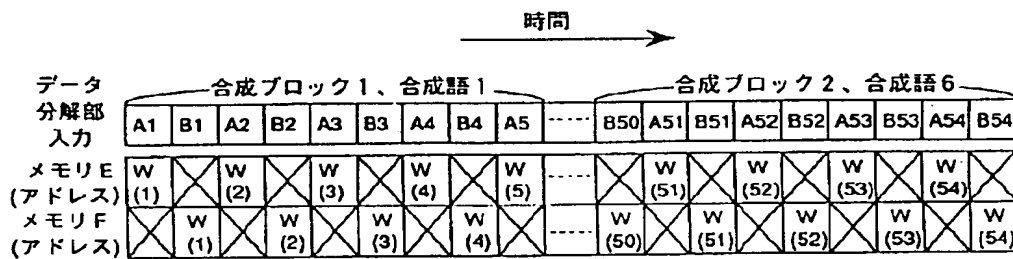 時間
データ
分解部
入力
合成ブロック1、合成語1
合成ブロック2、合成語6
A1 B1 A2 B2 A3 B3 A4 B4 A5 B50 A51 B51 A52 B52 A53 B53 A54 B54
メモリE
(アドレス)
W W W W W W W W W
(1) (2) (3) (4) (5) (51) (52) (53) (54)
メモリF
(アドレス)
W W W W W W W W W
(1) (2) (3) (4) (50) (51) (52) (53) (54)